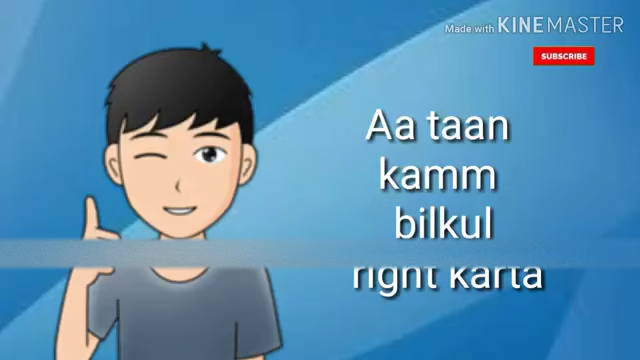 Made with KINEMASTER
SUBSCRIBE
Aa taan
kamm
bilkul
right karta